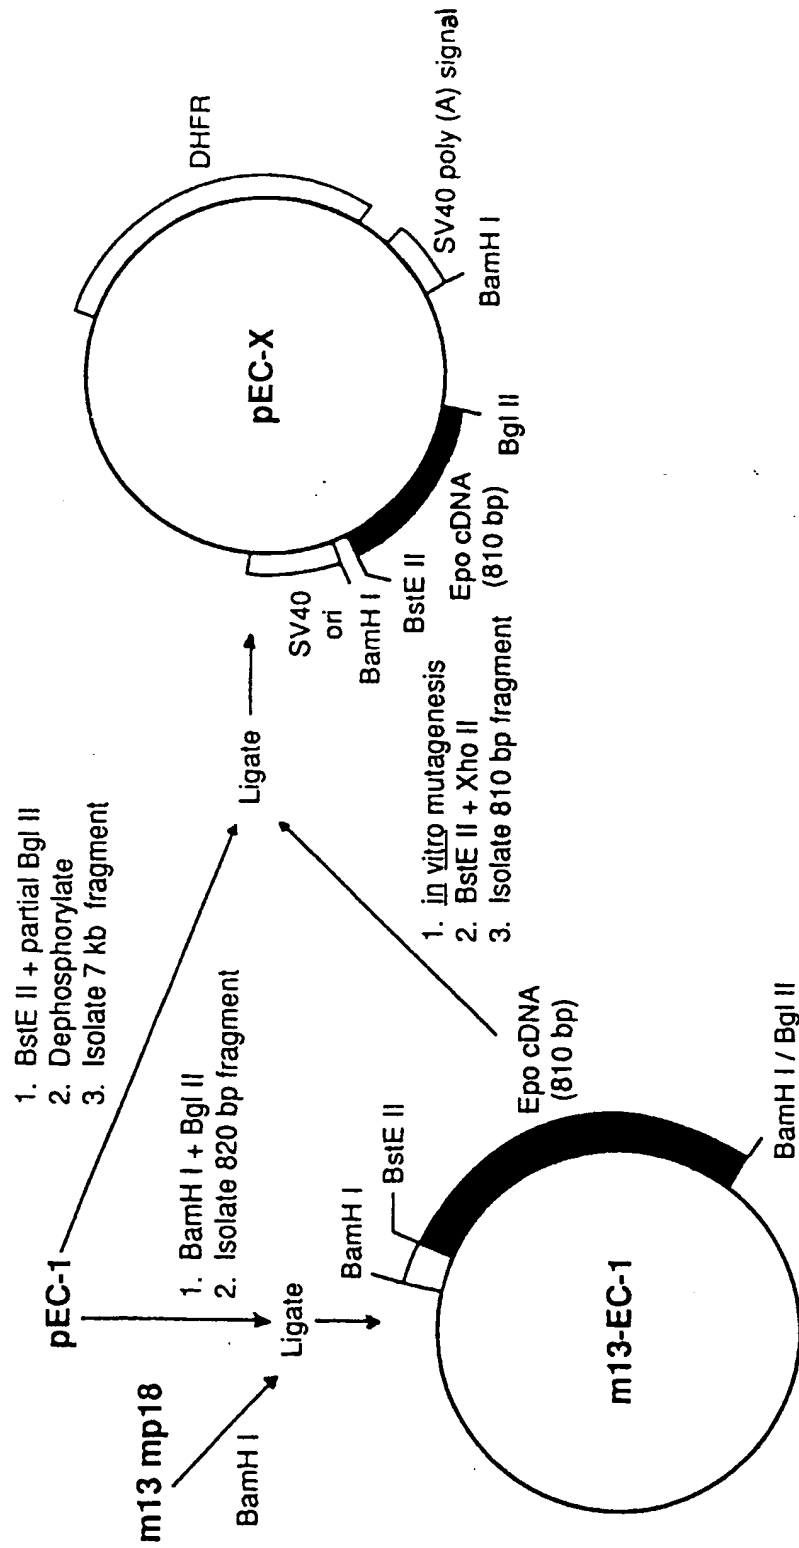 m13 mp18
BamH I
pEC-1
1. BstE II + partial Bgl II
2. Dephosphorylate
3. Isolate 7 kb fragment
1. BamH I + Bgl II
2. Isolate 820 bp fragment
Ligate
BamH I
BstE II
Epo cDNA
(810 bp)
BamH I / Bgl II
m13-EC-1
1. in vitro mutagenesis
2. BstE II + Xho II
3. Isolate 810 bp fragment
Ligate
pEC-X
DHFR
SV40 poly (A) signal
BamH I
Bgl II
Epo cDNA
(810 bp)
BstE II
BamH I
SV40
ori